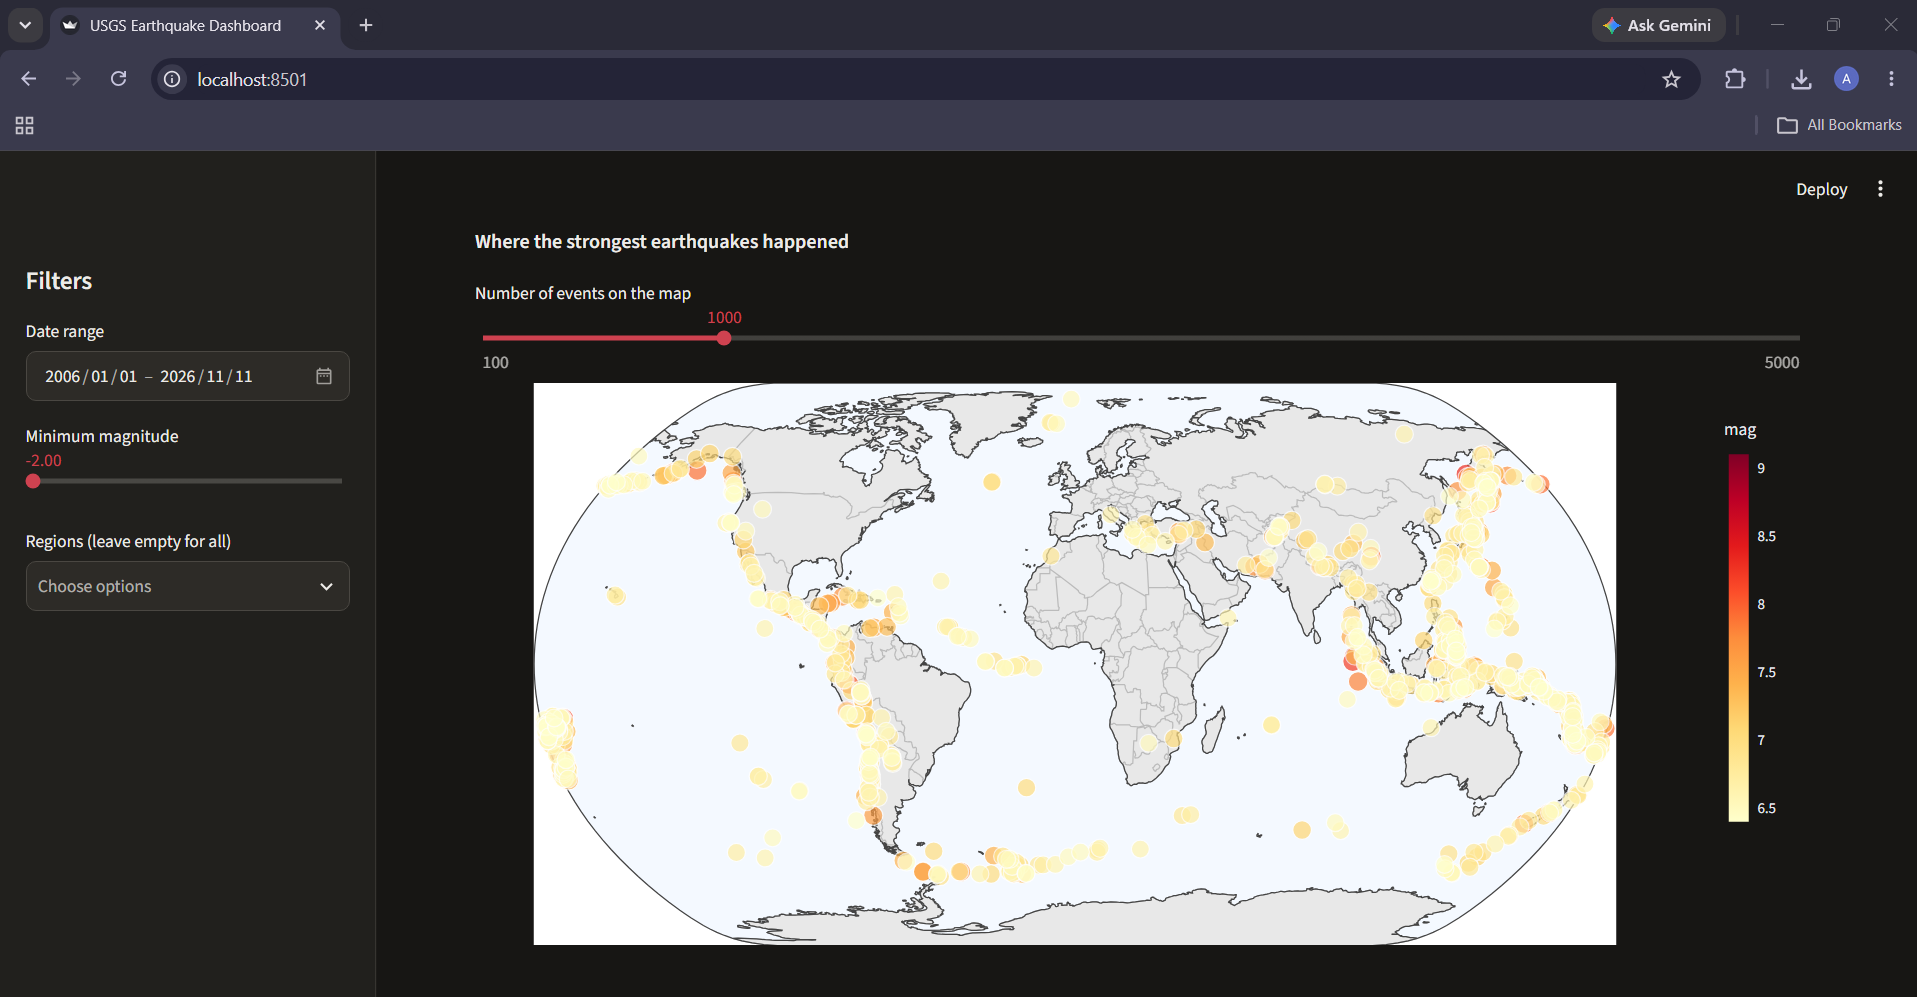 USGS Earthquake Dashboard
Ask Gemini
localhost:8501
A
All Bookmarks
Deploy
Filters
Date range
2006/01/01 – 2026/11/11
Minimum magnitude
-2.00
Regions (leave empty for all)
Choose options
Where the strongest earthquakes happened
Number of events on the map
1000
100
5000
mag
9
8.5
8
7.5
7
6.5